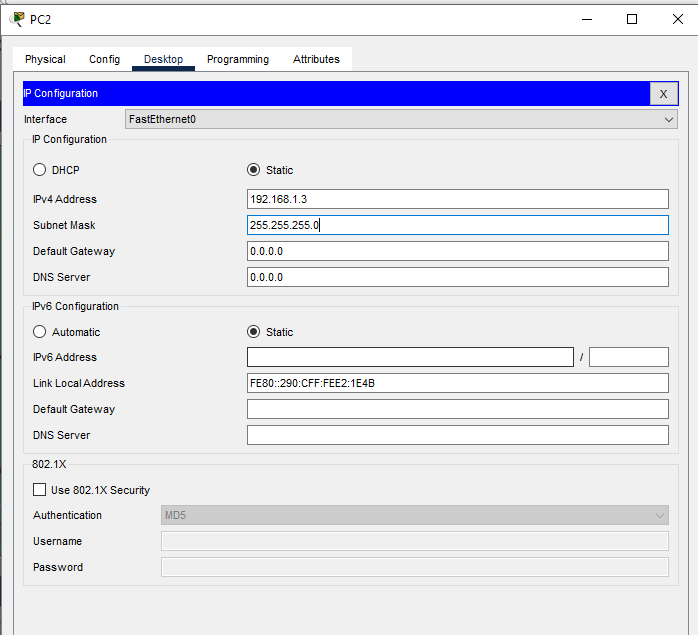 PC2
Physical Config Desktop Programming Attributes
IP Configuration X
Interface FastEthernet0
IP Configuration
DHCP Static
IPv4 Address 192.168.1.3
Subnet Mask 255.255.255.0
Default Gateway 0.0.0.0
DNS Server 0.0.0.0
IPv6 Configuration
Automatic Static
IPv6 Address /
Link Local Address FE80::290:CFF:FEE2:1E4B
Default Gateway
DNS Server
802.1X
Use 802.1X Security
Authentication MD5
Username
Password